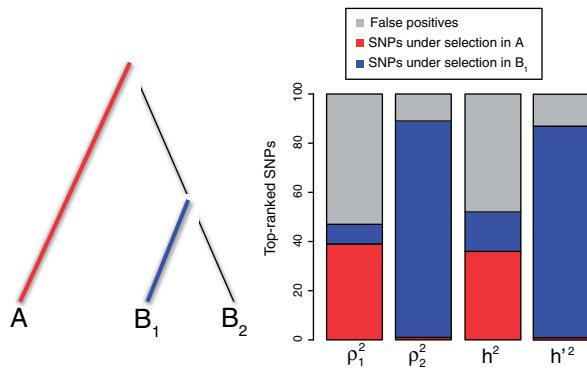 False positives
SNPs under selection in A
SNPs under selection in B₁
A
B₁
B₂
Top-ranked SNPs
100
80
60
40
20
0
ρ₁²
ρ₂²
h²
h'²